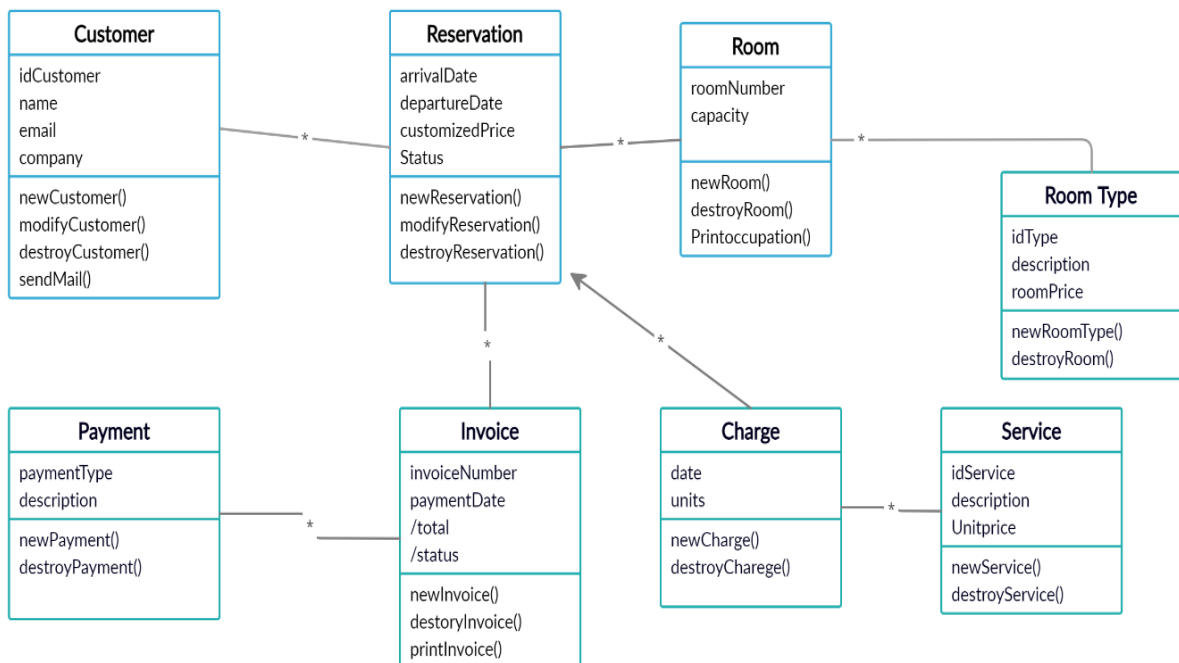 Customer
idCustomer
name
email
company
newCustomer()
modifyCustomer()
destroyCustomer()
sendMail()
*
Reservation
arrivalDate
departureDate
customizedPrice
Status
newReservation()
modifyReservation()
destroyReservation()
*
Room
roomNumber
capacity
newRoom()
destroyRoom()
Printoccupation()
*
Room Type
idType
description
roomPrice
newRoomType()
destroyRoom()
*
*
Payment
paymentType
description
newPayment()
destroyPayment()
*
Invoice
invoiceNumber
paymentDate
/total
/status
newInvoice()
destoryInvoice()
printInvoice()
Charge
date
units
newCharge()
destroyCharege()
*
Service
idService
description
Unitprice
newService()
destroyService()